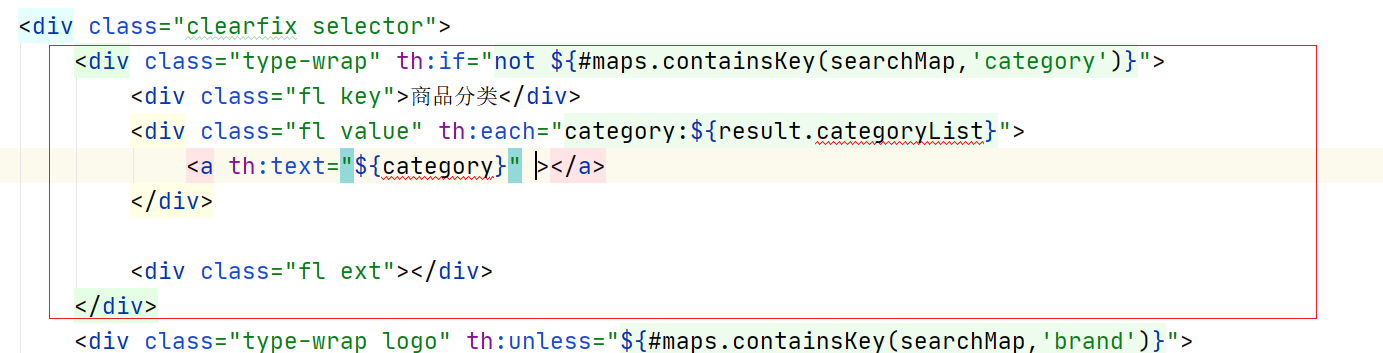 <div class="clearfix selector">
<div class="type-wrap" th:if="not ${#maps.containsKey(searchMap,'category')}">
<div class="fl key">商品分类</div>
<div class="fl value" th:each="category:${result.categoryList}">
<a th:text="${category}" ></a>
</div>
<div class="fl ext"></div>
</div>
<div class="type-wrap logo" th:unless="${#maps.containsKey(searchMap,'brand')}">